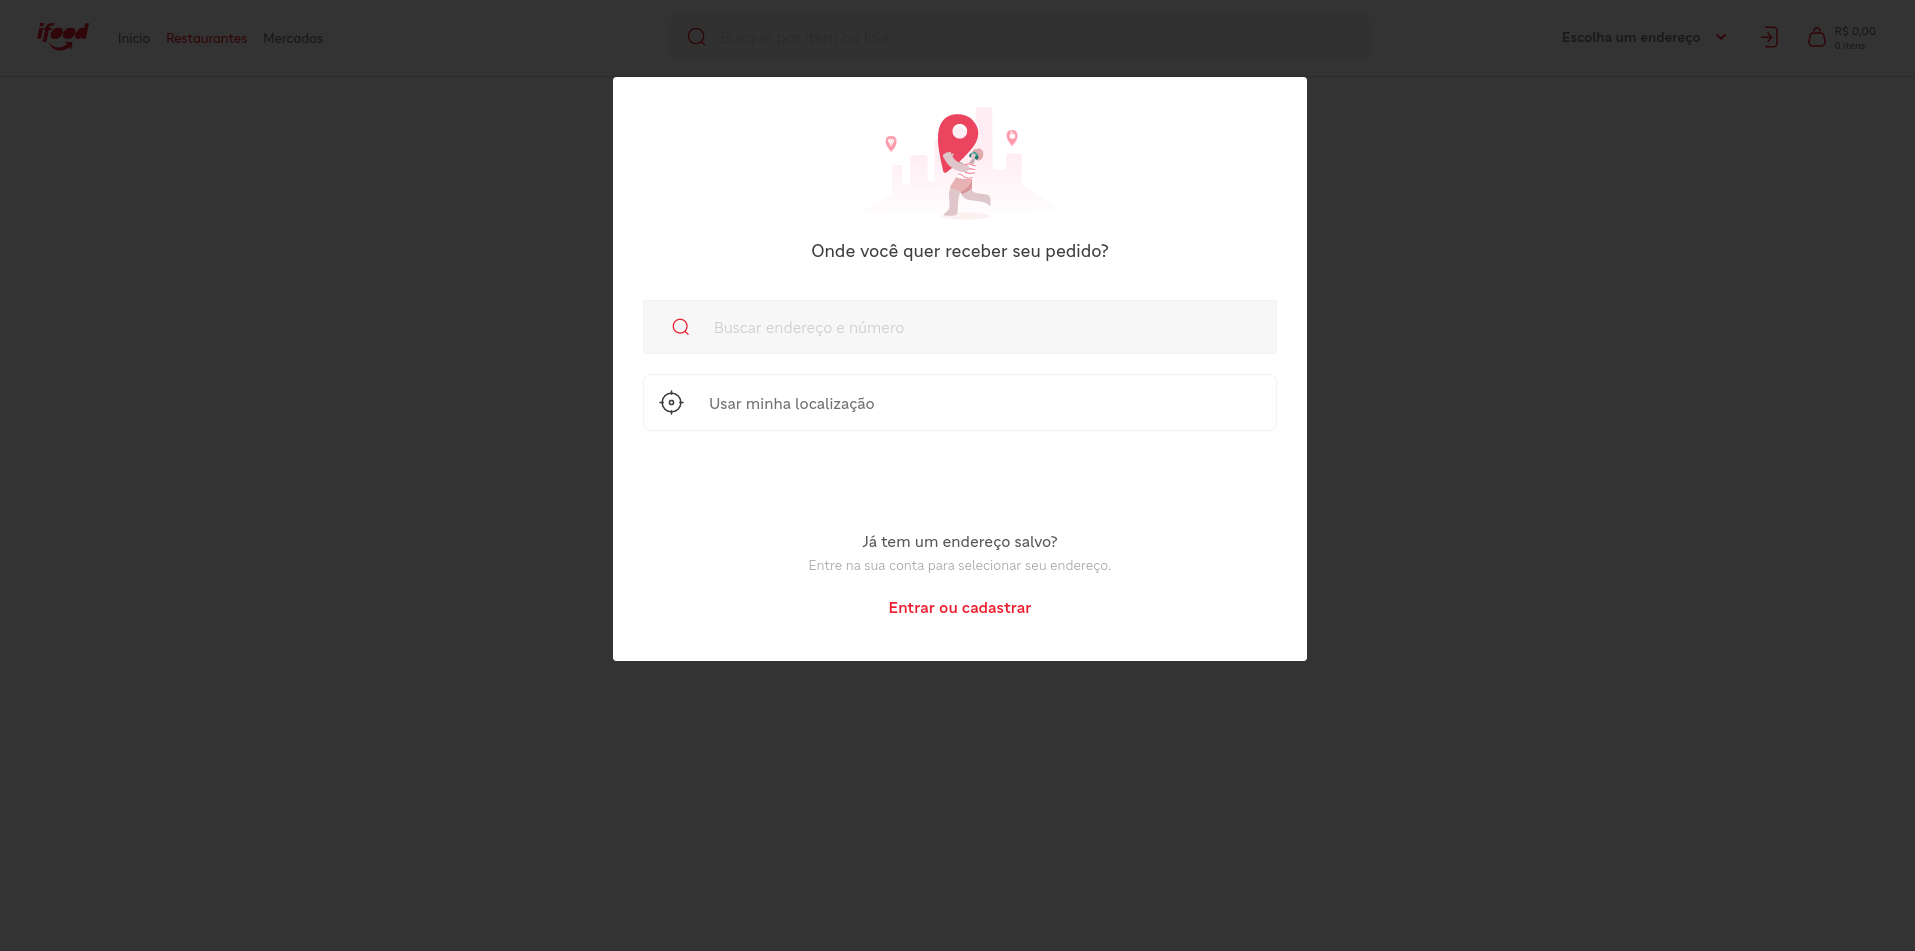 ifood
Início Restaurantes Mercados
Busque por item ou loja
Escolha um endereço
R$ 0,00
0 itens
Onde você quer receber seu pedido?
Buscar endereço e número
Usar minha localização
Já tem um endereço salvo?
Entre na sua conta para selecionar seu endereço.
Entrar ou cadastrar